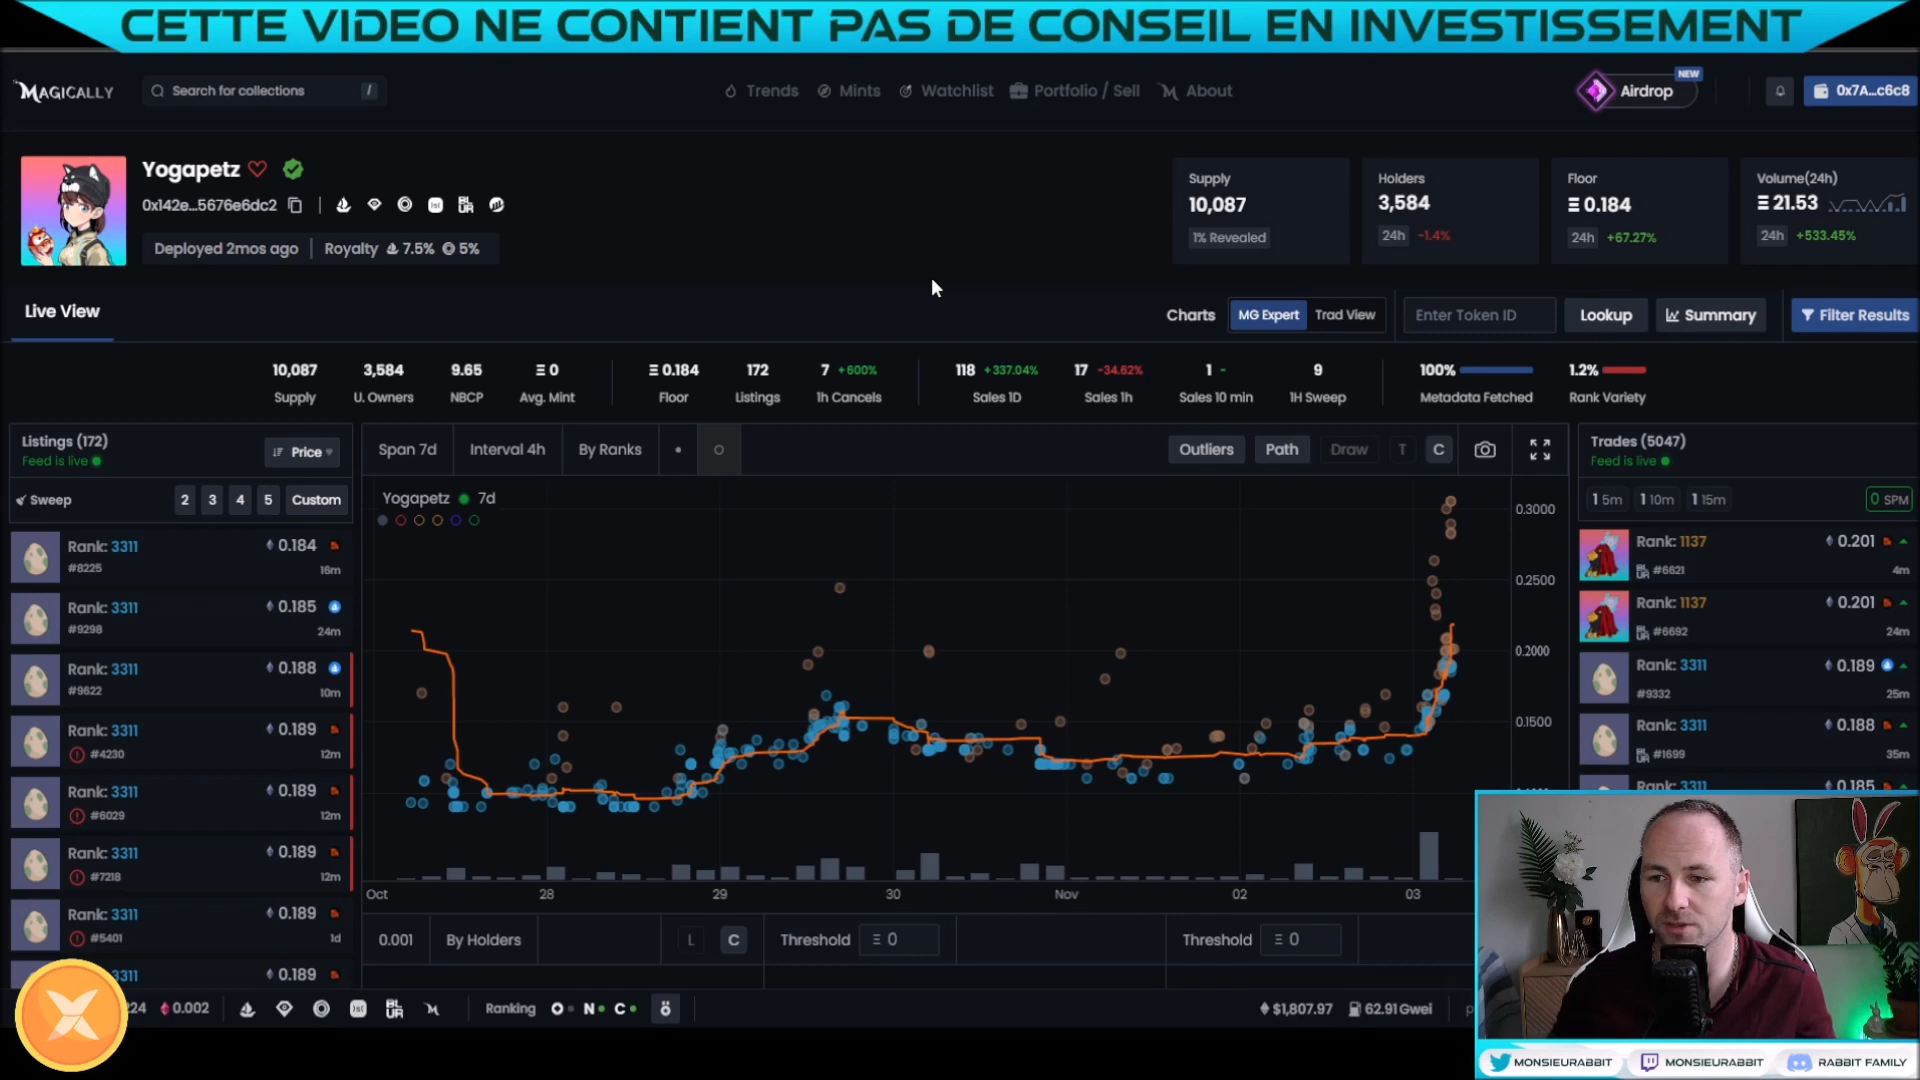 CETTE VIDEO NE CONTIENT PAS DE CONSEIL EN INVESTISSEMENT
MAGICALLY
Search for collections /
Trends Mints Watchlist Portfolio / Sell About
NEW
Airdrop
0x7A...c6c8
Yogapetz
0x142e...5676e6dc2
Deployed 2mos ago Royalty 7.5% 5%
Supply
10,087
1% Revealed
Holders
3,584
24h -1.4%
Floor
Ξ 0.184
24h +67.27%
Volume(24h)
Ξ 21.53
24h +533.45%
Live View
Charts MG Expert Trad View Enter Token ID Lookup Summary Filter Results
10,087 3,584 9.65 Ξ 0 Ξ 0.184 172 7 +600% 118 +337.04% 17 -34.62% 1 - 9 100% 1.2%
Supply U. Owners NBCP Avg. Mint Floor Listings 1h Cancels Sales 1D Sales 1h Sales 10 min 1H Sweep Metadata Fetched Rank Variety
Listings (172)
Feed is live
Price
Sweep 2 3 4 5 Custom
Rank: 3311 0.184
#8225 16m
Rank: 3311 0.185
#9298 24m
Rank: 3311 0.188
#9622 10m
Rank: 3311 0.189
#4230 12m
Rank: 3311 0.189
#6029 12m
Rank: 3311 0.189
#7218 12m
Rank: 3311 0.189
#5401 1d
3311 0.189
Span 7d Interval 4h By Ranks Outliers Path Draw T C
Yogapetz 7d
0.3000
0.2500
0.2000
0.1500
Oct 28 29 30 Nov 02 03
0.001 By Holders L C Threshold Ξ 0 Threshold Ξ 0
Trades (5047)
Feed is live
1 5m 1 10m 1 15m 0 SPM
Rank: 1137 0.201
BLUR #6621 4m
Rank: 1137 0.201
BLUR #6692 24m
Rank: 3311 0.189
#9332 25m
Rank: 3311 0.188
BLUR #1699 35m
Rank: 3311 0.185
24 0.002 BLUR Ranking O N C $1,807.97 62.91 Gwei
MONSIEURABBIT MONSIEURABBIT RABBIT FAMILY